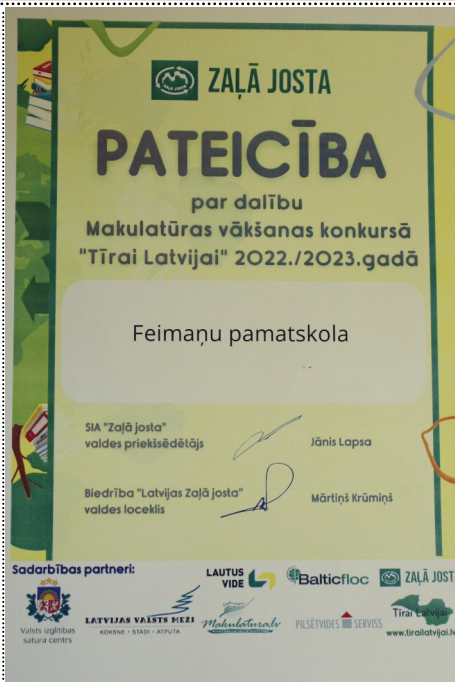 ZAĻĀ JOSTA
PATEICĪBA
par dalību
Makulatūras vākšanas konkursā
"Tīrai Latvijai" 2022./2023.gadā
Feimaņu pamatskola
SIA "Zaļā josta"
valdes priekšsēdētājs
Jānis Lapsa
Biedrība "Latvijas Zaļā josta"
valdes loceklis
Mārtiņš Krūmiņš
Sadarbības partneri:
Valsts izglītības
satura centrs
LATVIJAS VALSTS MEŽI
KOKSNE • STĀDI • ATPŪTA
LAUTUS
VIDE
Makulatura.lv
Balticfloc
PILSĒTVIDES SERVISS
ZAĻĀ JOSTA
Tīrai Latvijai
www.tirailatvijai.lv